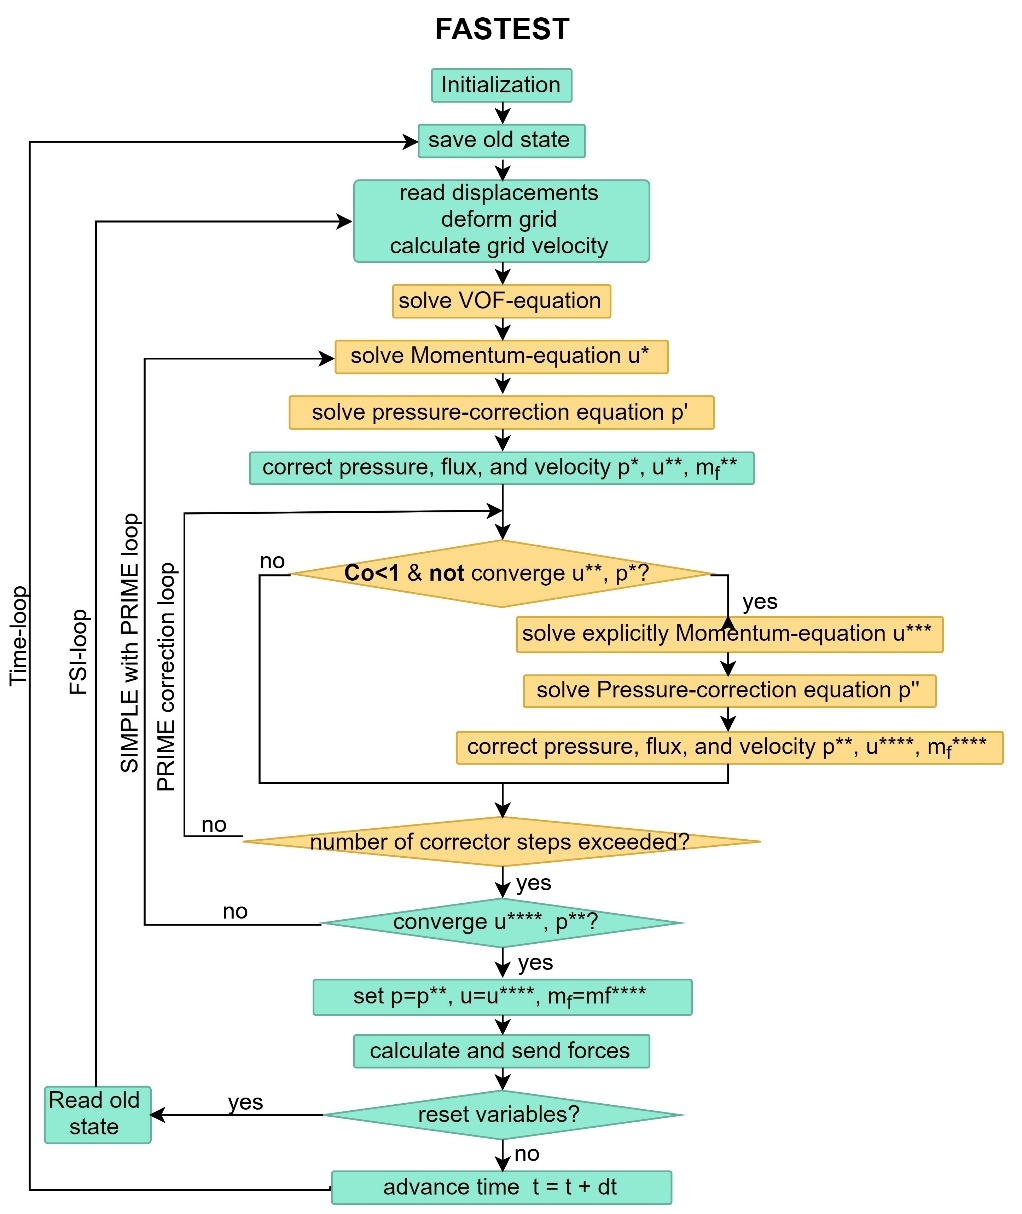 FASTEST
Initialization
save old state
read displacements
deform grid
calculate grid velocity
solve VOF-equation
solve Momentum-equation u*
solve pressure-correction equation p'
correct pressure, flux, and velocity p*, u**, mf**
no
Co<1 & not converge u**, p*?
yes
solve explicitly Momentum-equation u***
solve Pressure-correction equation p"
correct pressure, flux, and velocity p**, u****, mf****
Time-loop
FSI-loop
SIMPLE with PRIME loop
PRIME correction loop
no
number of corrector steps exceeded?
yes
no
converge u****, p**?
yes
set p=p**, u=u****, mf=mf****
calculate and send forces
Read old
state
yes
reset variables?
no
advance time t = t + dt